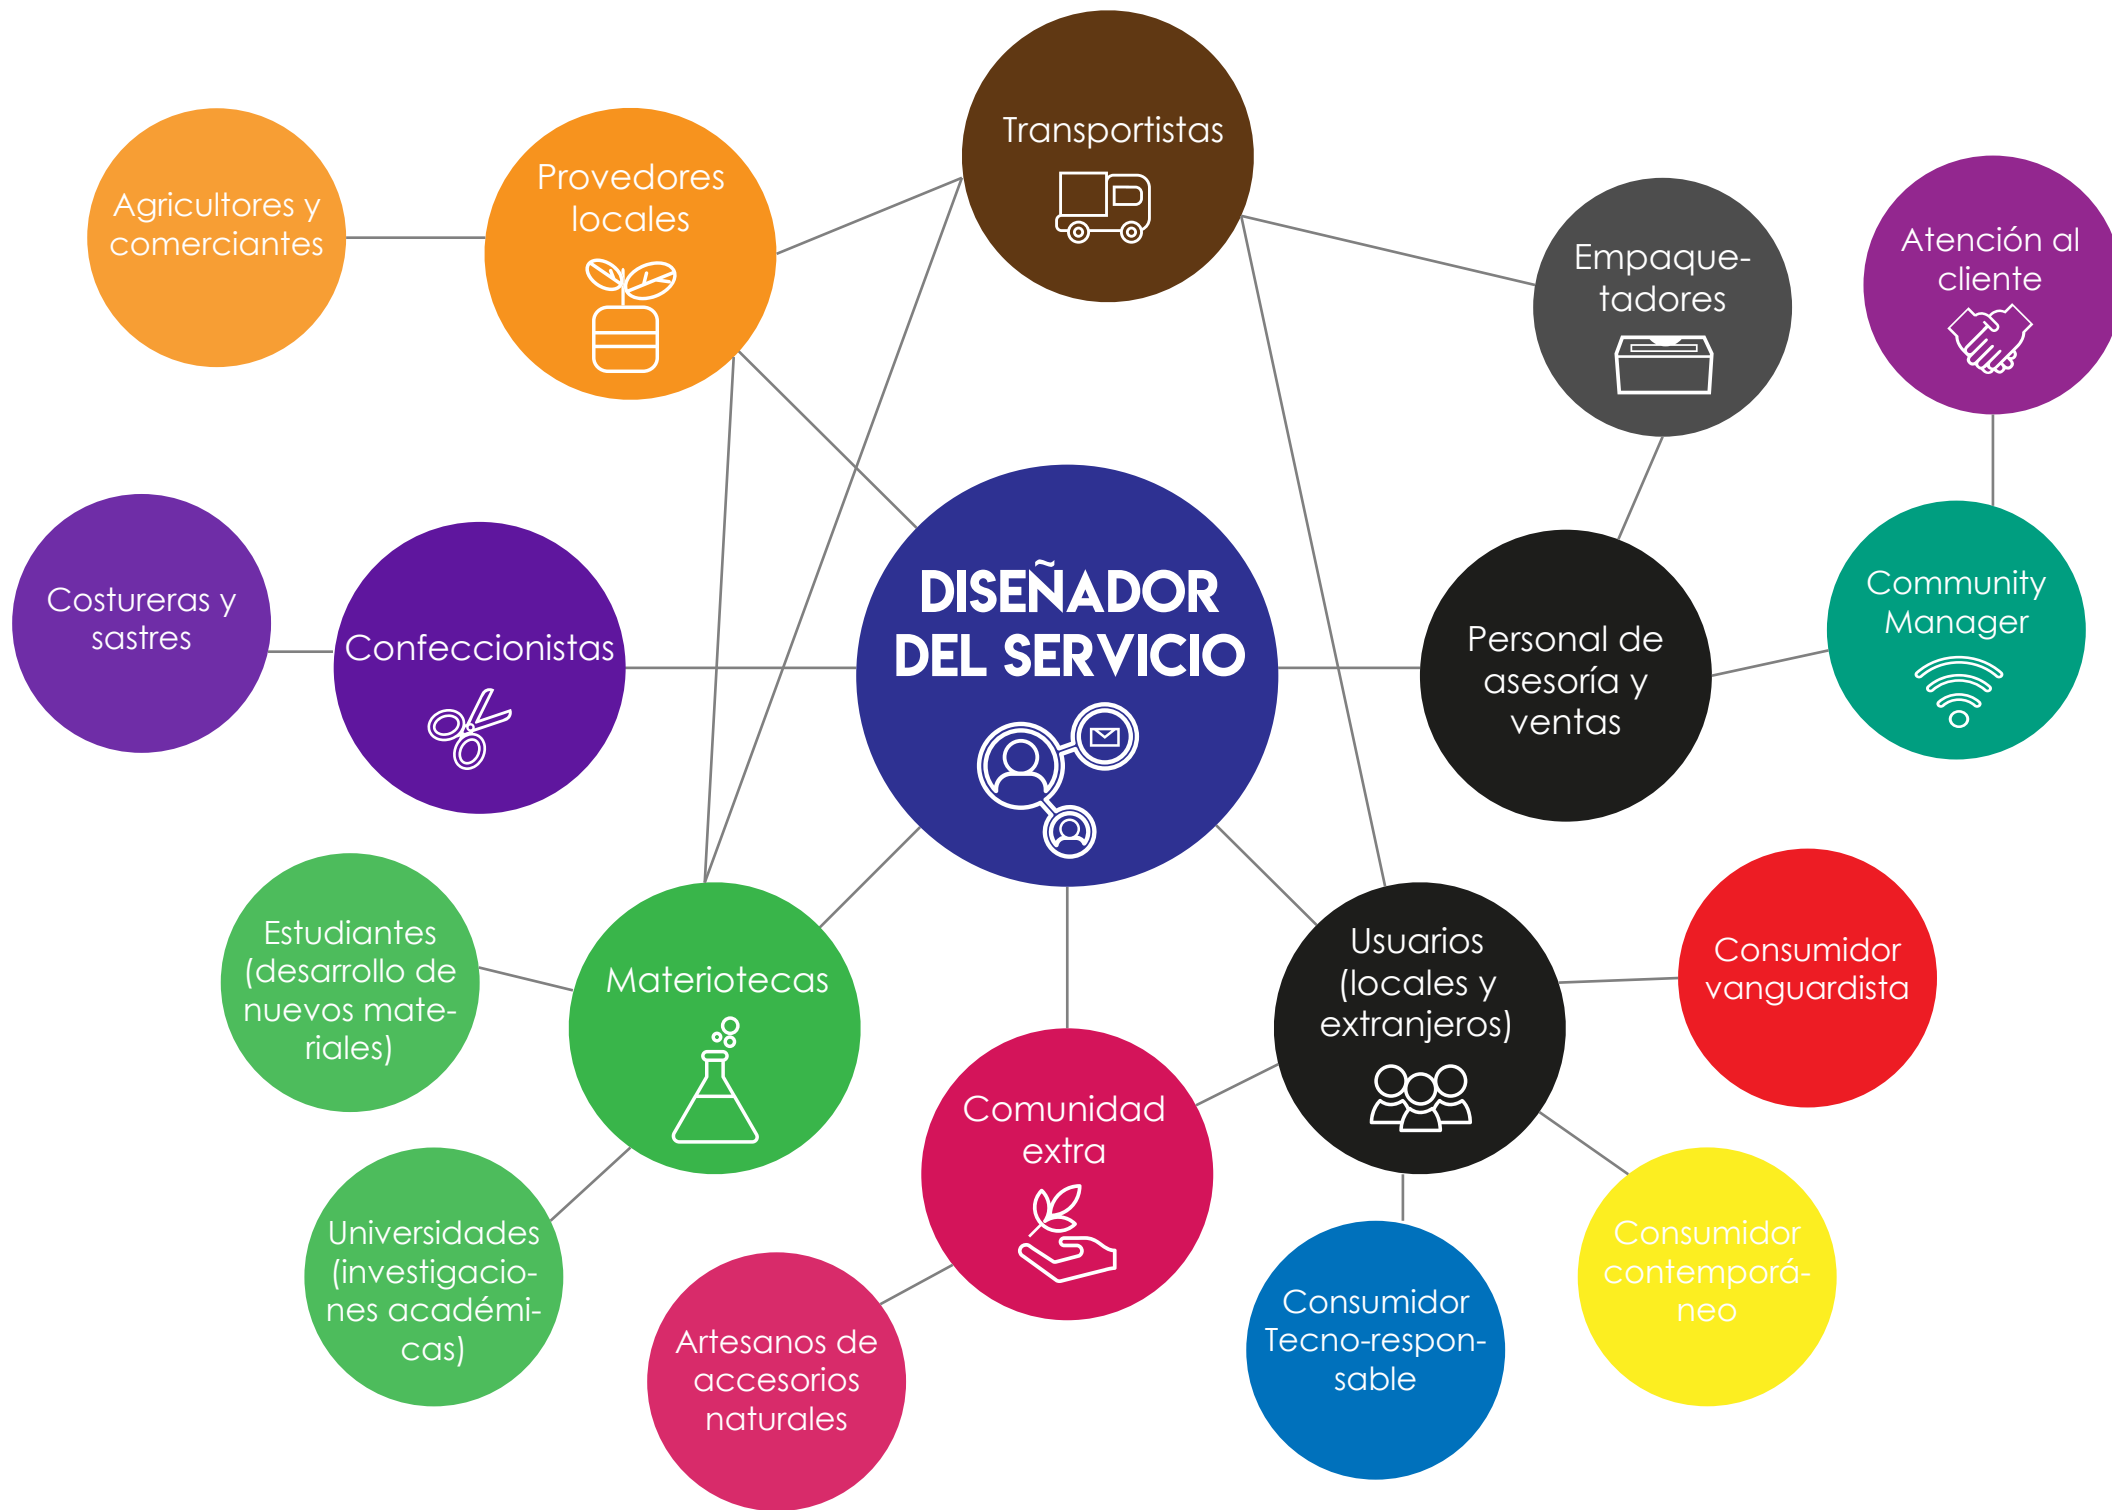 Transportistas
Provedores
locales
Agricultores y
comerciantes
Empaque-
tadores
Atención al
cliente
DISEÑADOR
DEL SERVICIO
Costureras y
sastres
Confeccionistas
Personal de
asesoría y
ventas
Community
Manager
Estudiantes
(desarrollo de
nuevos mate-
riales)
Materiotecas
Usuarios
(locales y
extranjeros)
Consumidor
vanguardista
Comunidad
extra
Universidades
(investigacio-
nes académi-
cas)
Consumidor
contemporá-
neo
Consumidor
Tecno-respon-
sable
Artesanos de
accesorios
naturales